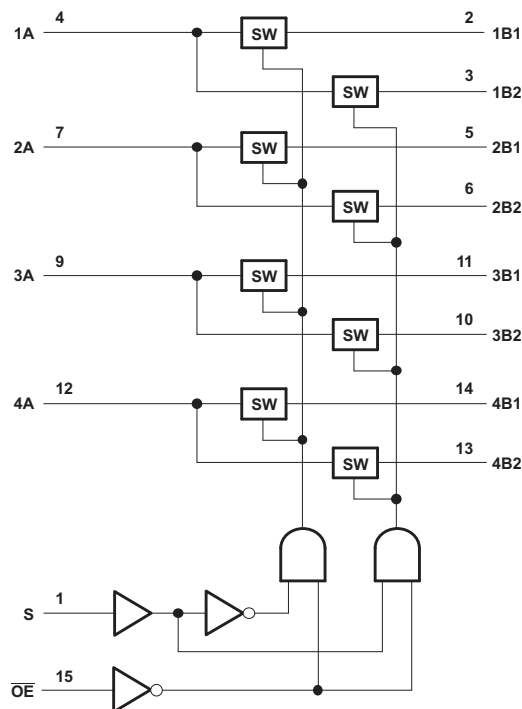 1A 4 SW 2 1B1
SW 3 1B2
2A 7 SW 5 2B1
SW 6 2B2
3A 9 SW 11 3B1
SW 10 3B2
4A 12 SW 14 4B1
SW 13 4B2
S 1
OE 15